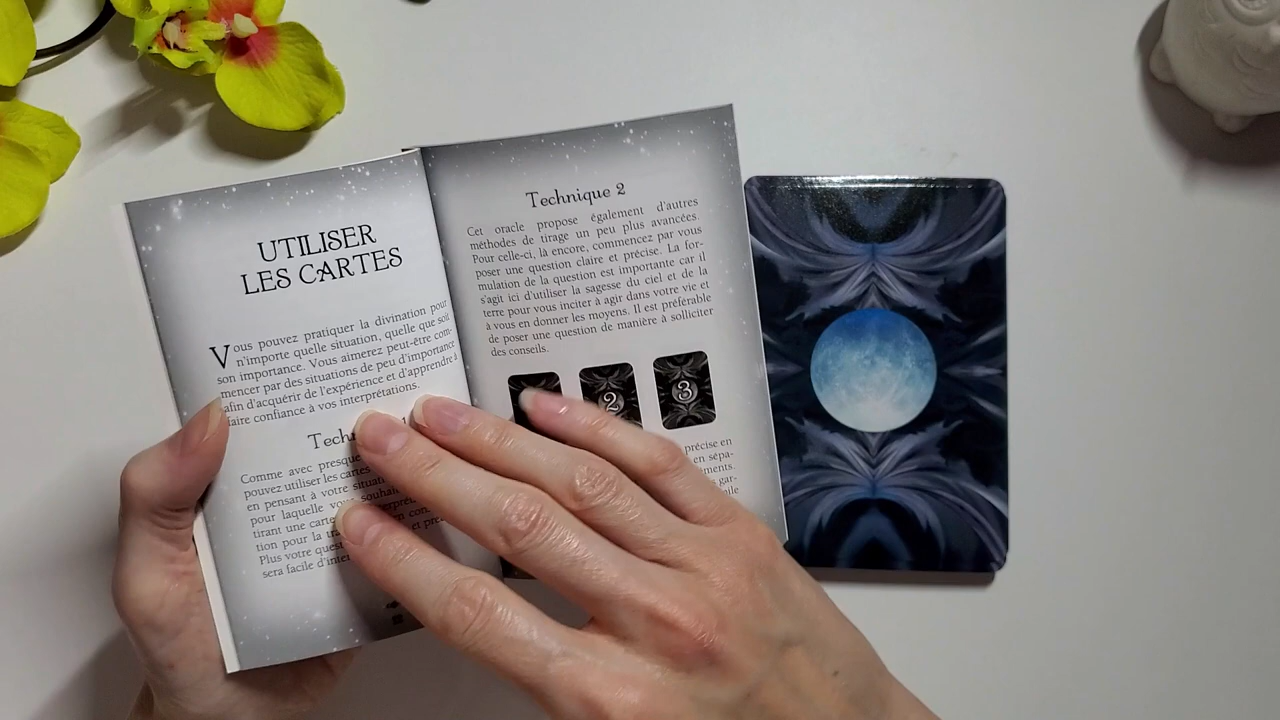 UTILISER
LES CARTES
Vous pouvez pratiquer la divination pour
n'importe quelle situation, quelle que soit
son importance. Vous aimerez peut-être com-
mencer par des situations de peu d'importance
afin d'acquérir de l'expérience et d'apprendre à
faire confiance à vos interprétations.
Comme avec presque
pouvez utiliser les cartes
en pensant à votre
pour laquelle vous
tirant une carte
tion pour la
Plus votre
sera facile
Technique 2
Cet oracle propose également d'autres
méthodes de tirage un peu plus avancées.
Pour celle-ci, là encore, commencez par vous
poser une question claire et précise. La for-
mulation de la question est importante car il
s'agit ici d'utiliser la sagesse du ciel et de la
terre pour vous inciter à agir dans votre vie et
à vous en donner les moyens. Il est préférable
de poser une question de manière à solliciter
des conseils.
2 3
précise en
en sépa-